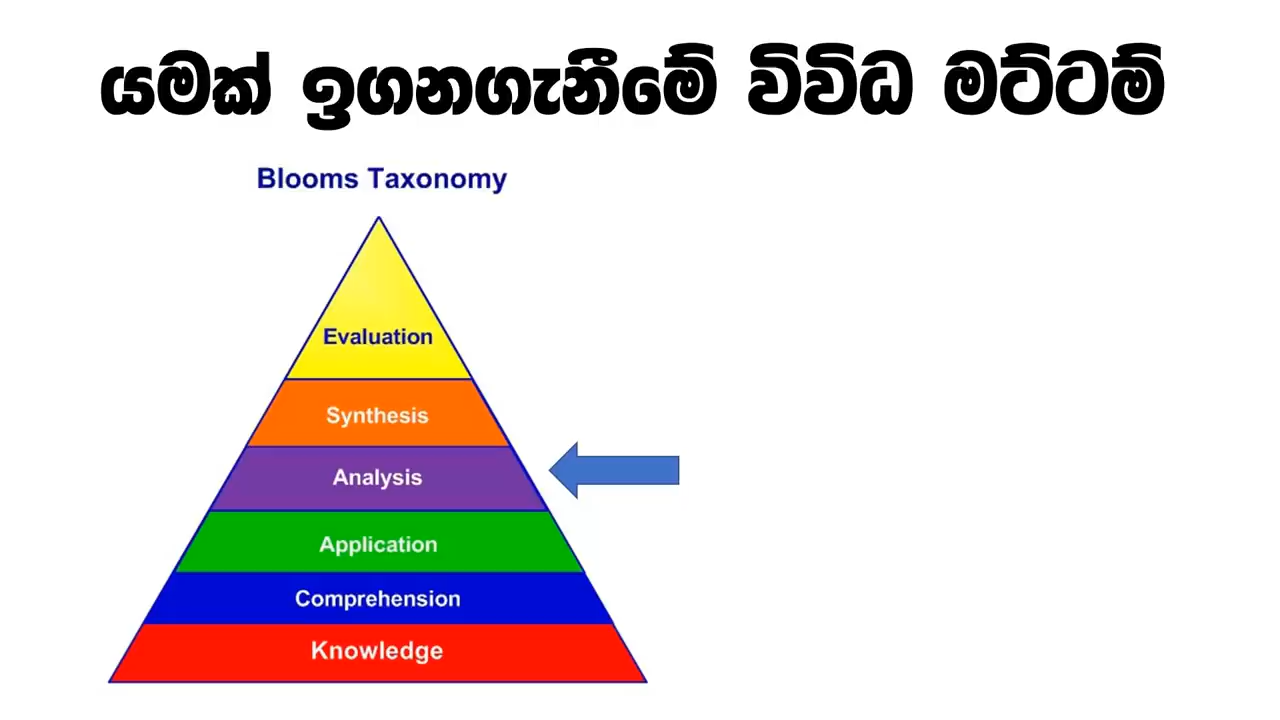 යමක් ඉගනගැනීමේ විවිධ මට්ටම්
Blooms Taxonomy
Evaluation
Synthesis
Analysis
Application
Comprehension
Knowledge